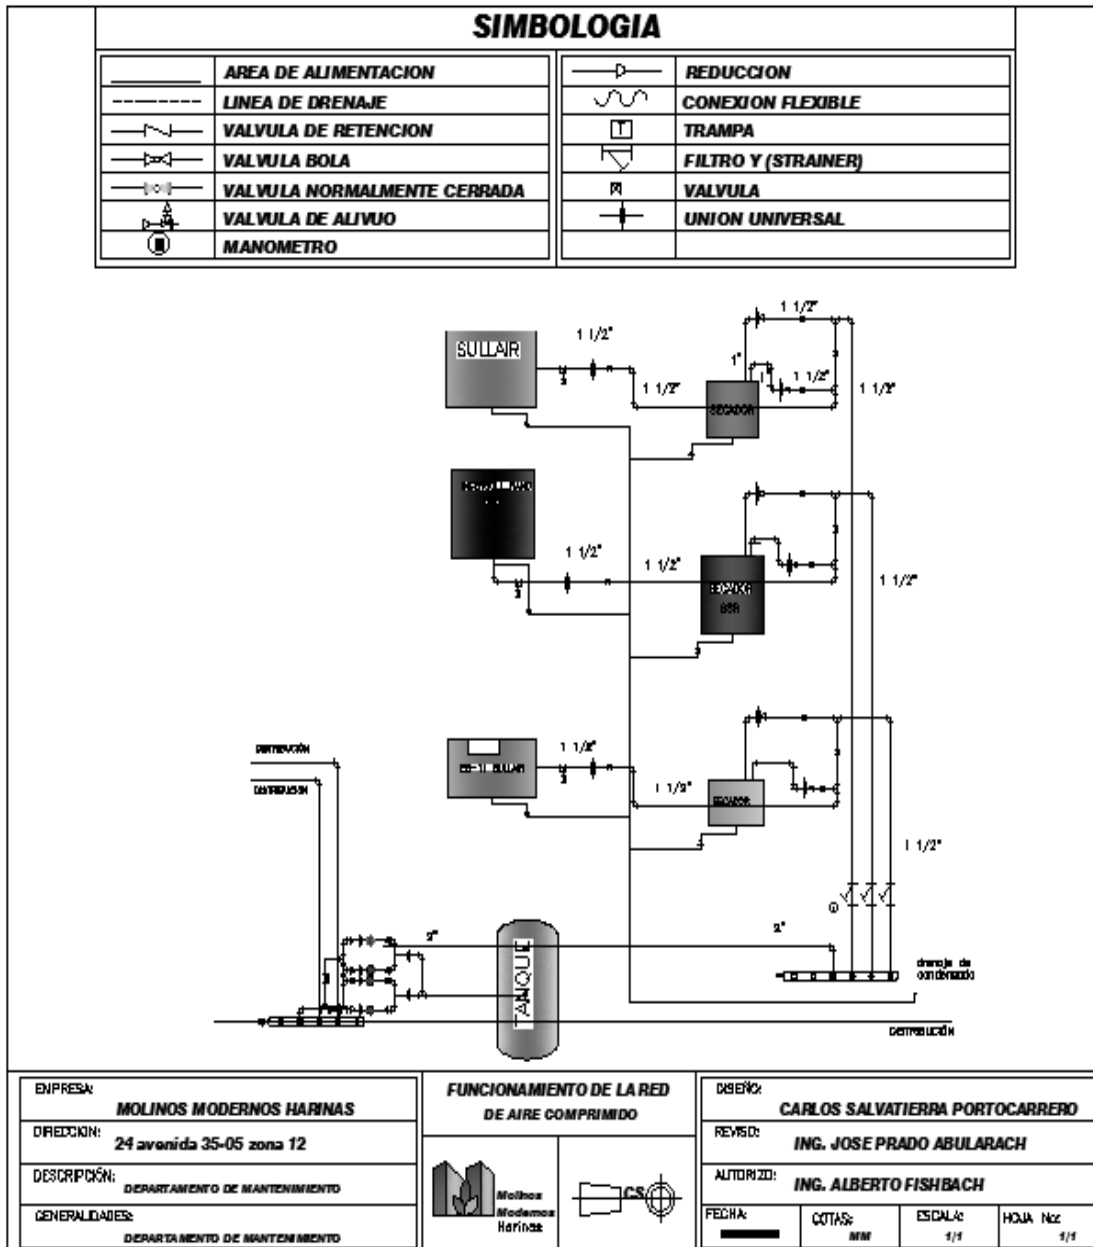 SIMBOLOGIA
AREA DE ALIMENTACION
REDUCCION
LINEA DE DRENAJE
CONEXION FLEXIBLE
VALVULA DE RETENCION
T TRAMPA
VALVULA BOLA
FILTRO Y (STRAINER)
VALVULA NORMALMENTE CERRADA
VALVULA
VALVULA DE ALIVUO
UNION UNIVERSAL
MANOMETRO
1 1/2"
1 1/2"
SULLAIR
1"
1 1/2"
1 1/2"
1 1/2"
SECADOR
1 1/2"
1 1/2"
1 1/2"
SECADOR
1 1/2"
DISTRIBUCIÓN
SULLAIR
DISTRIBUCIÓN
1 1/2"
SECADOR
1 1/2"
2"
2"
TANQUE
drenaje de
condensado
DISTRIBUCIÓN
EMPRESA:
MOLINOS MODERNOS HARINAS
DIRECCION:
24 avenida 35-05 zona 12
DESCRIPCIÓN:
DEPARTAMENTO DE MANTENIMIENTO
GENERALIDADES:
DEPARTAMENTO DE MANTENIMIENTO
FUNCIONAMIENTO DE LA RED
DE AIRE COMPRIMIDO
Molinos
Modernos
Harinas
CS
DISEÑO:
CARLOS SALVATIERRA PORTOCARRERO
REVISO:
ING. JOSE PRADO ABULARACH
AUTORIZO:
ING. ALBERTO FISHBACH
FECHA:
COTAS:
MM
ESCALA:
1/1
HOJA No:
1/1